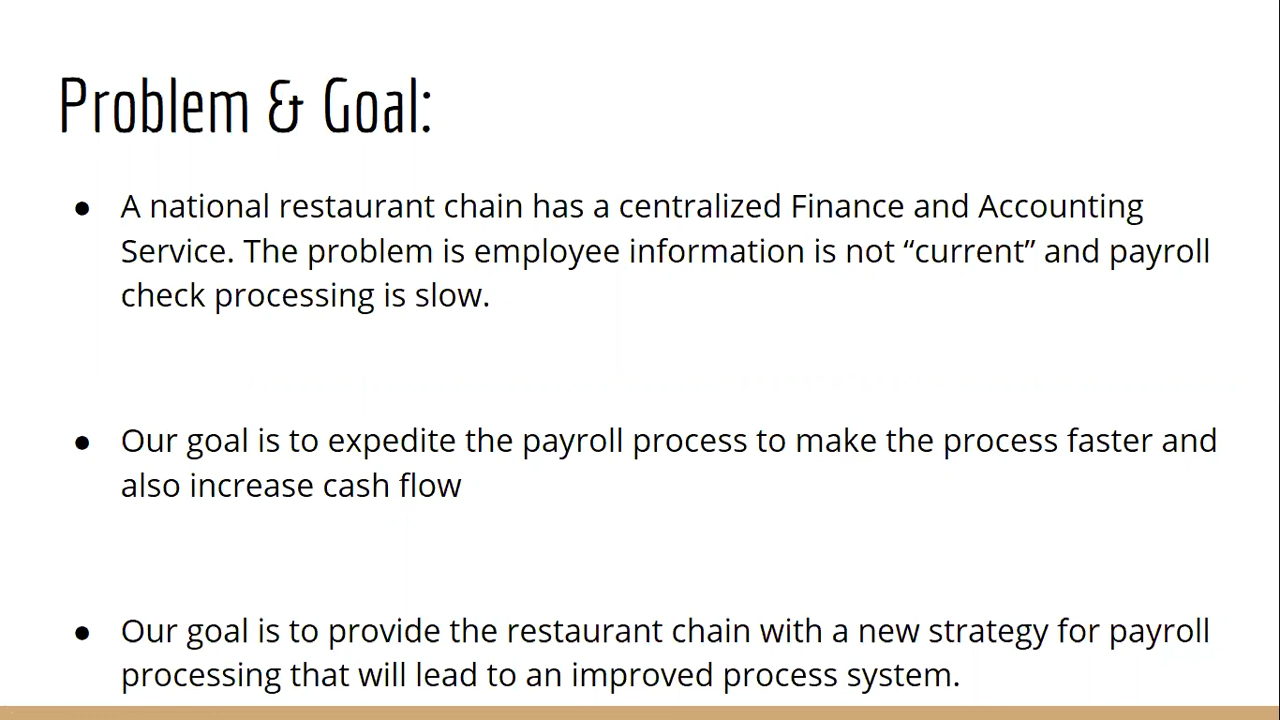 Problem & Goal:
● A national restaurant chain has a centralized Finance and Accounting
Service. The problem is employee information is not “current” and payroll
check processing is slow.
● Our goal is to expedite the payroll process to make the process faster and
also increase cash flow
● Our goal is to provide the restaurant chain with a new strategy for payroll
processing that will lead to an improved process system.